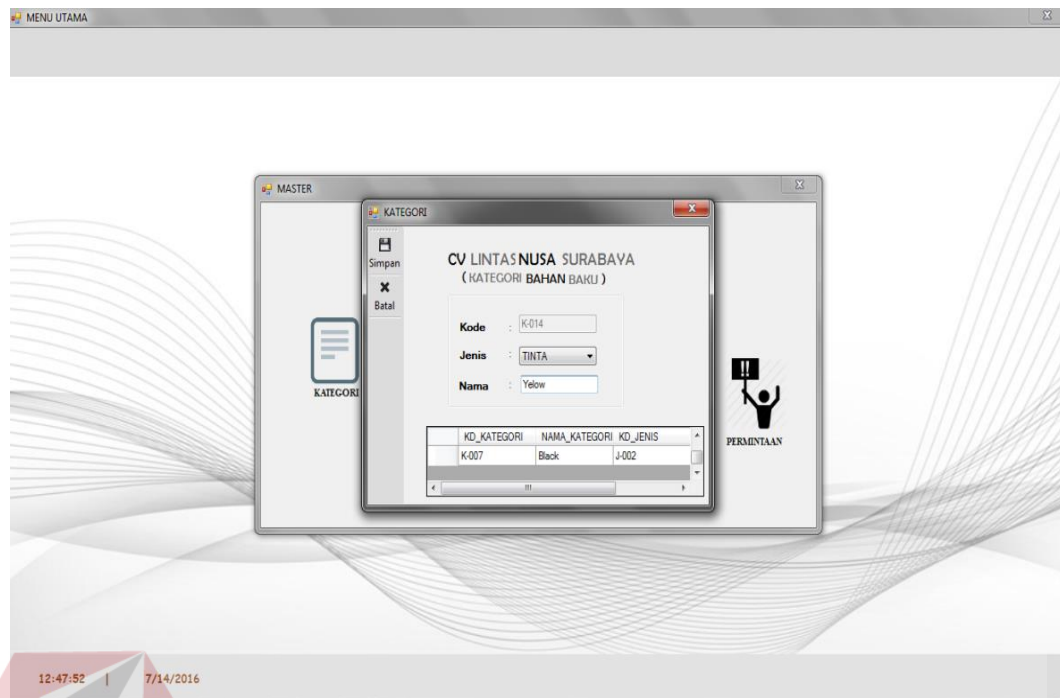 MENU UTAMA
MASTER
KATEGORI
Simpan
Batal
CV LINTAS NUSA SURABAYA
( KATEGORI BAHAN BAKU )
Kode : K-014
Jenis : TINTA
Nama : Yelow
KD_KATEGORI NAMA_KATEGORI KD_JENIS
K-007 Black J-002
KATEGORI
!!
PERMINTAAN
12:47:52 | 7/14/2016